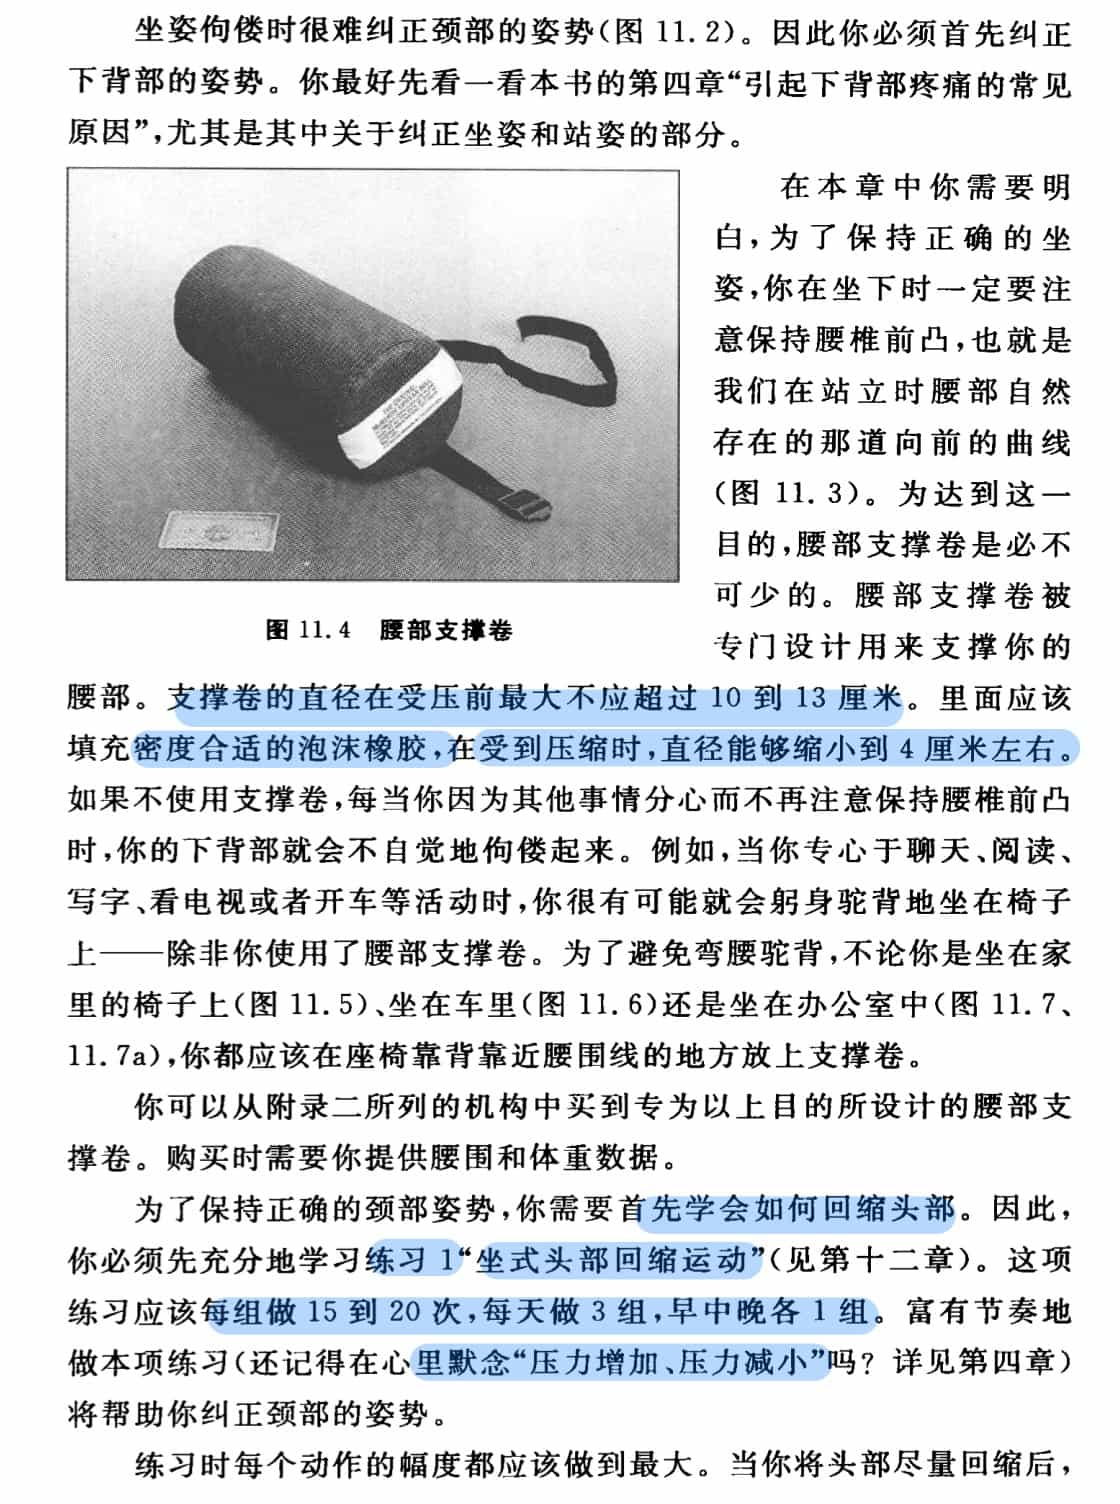 坐姿佝偻时很难纠正颈部的姿势(图 11.2)。因此你必须首先纠正
下背部的姿势。你最好先看一看本书的第四章“引起下背部疼痛的常见
原因”,尤其是其中关于纠正坐姿和站姿的部分。
在本章中你需要明
白,为了保持正确的坐
姿,你在坐下时一定要注
意保持腰椎前凸,也就是
我们在站立时腰部自然
存在的那道向前的曲线
(图 11.3)。为达到这一
目的,腰部支撑卷是必不
可少的。腰部支撑卷被
专门设计用来支撑你的
图 11.4 腰部支撑卷
腰部。支撑卷的直径在受压前最大不应超过 10 到 13 厘米。里面应该
填充密度合适的泡沫橡胶,在受到压缩时,直径能够缩小到 4 厘米左右。
如果不使用支撑卷,每当你因为其他事情分心而不再注意保持腰椎前凸
时,你的下背部就会不自觉地佝偻起来。例如,当你专心于聊天、阅读、
写字、看电视或者开车等活动时,你很有可能就会躬身驼背地坐在椅子
上——除非你使用了腰部支撑卷。为了避免弯腰驼背,不论你是坐在家
里的椅子上(图 11.5)、坐在车里(图 11.6)还是坐在办公室中(图 11.7、
11.7a),你都应该在座椅靠背靠近腰围线的地方放上支撑卷。
你可以从附录二所列的机构中买到专为以上目的所设计的腰部支
撑卷。购买时需要你提供腰围和体重数据。
为了保持正确的颈部姿势,你需要首先学会如何回缩头部。因此,
你必须先充分地学习练习 1“坐式头部回缩运动”(见第十二章)。这项
练习应该每组做 15 到 20 次,每天做 3 组,早中晚各 1 组。富有节奏地
做本项练习(还记得在心里默念“压力增加、压力减小”吗? 详见第四章)
将帮助你纠正颈部的姿势。
练习时每个动作的幅度都应该做到最大。当你将头部尽量回缩后,